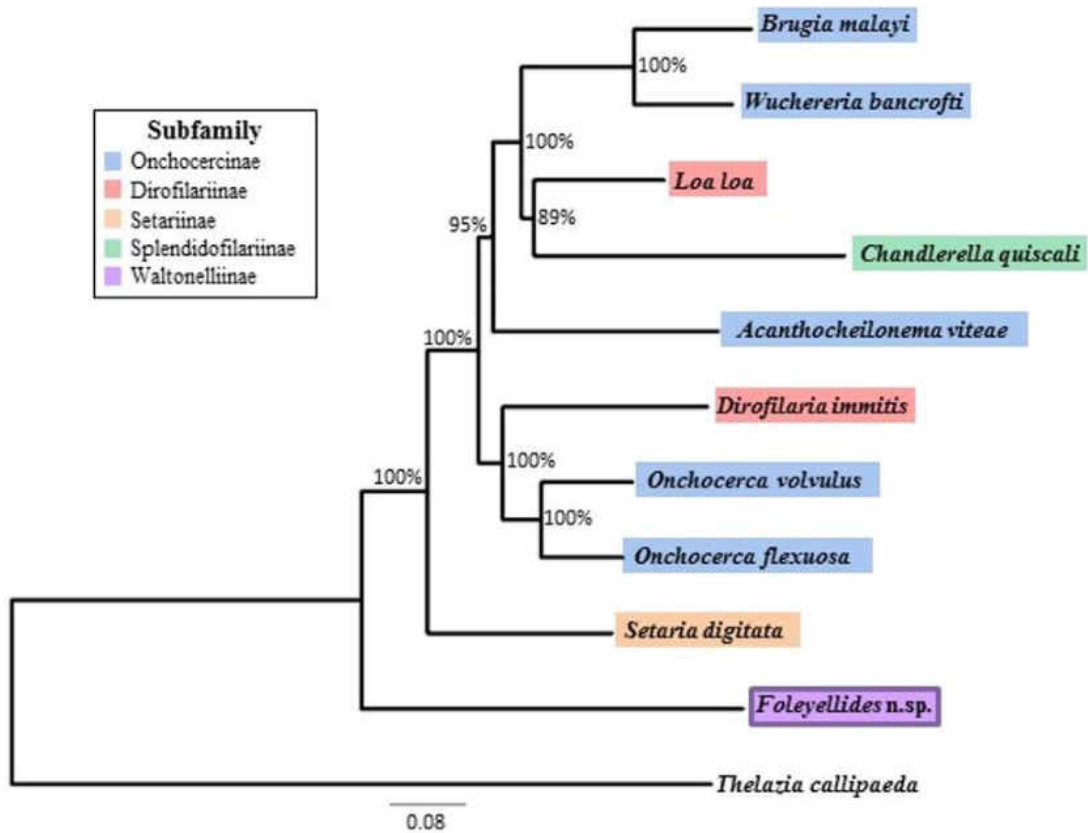 Brugia malayi
100%
Wuchereria bancrofti
Subfamily
Onchocercinae
Dirofilariinae
Setariinae
Splendidofilariinae
Waltonelliinae
100%
Loa loa
95%
89%
Chandlerella quiscali
100%
Acanthocheilonema viteae
Dirofilaria immitis
100%
100%
Onchocerca volvulus
100%
Onchocerca flexuosa
Setaria digitata
Foleyellides n.sp.
Thelazia callipaeda
0.08